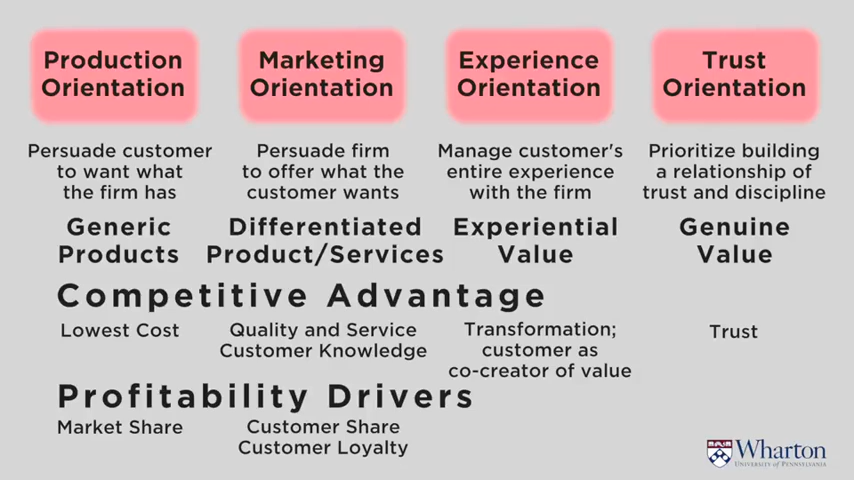 Production
Orientation
Marketing
Orientation
Experience
Orientation
Trust
Orientation
Persuade customer
to want what
the firm has
Persuade firm
to offer what the
customer wants
Manage customer's
entire experience
with the firm
Prioritize building
a relationship of
trust and discipline
Generic
Products
Differentiated
Product/Services
Experiential
Value
Genuine
Value
Competitive Advantage
Lowest Cost
Quality and Service
Customer Knowledge
Transformation;
customer as
co-creator of value
Trust
Profitability Drivers
Market Share
Customer Share
Customer Loyalty
Wharton
UNIVERSITY of PENNSYLVANIA